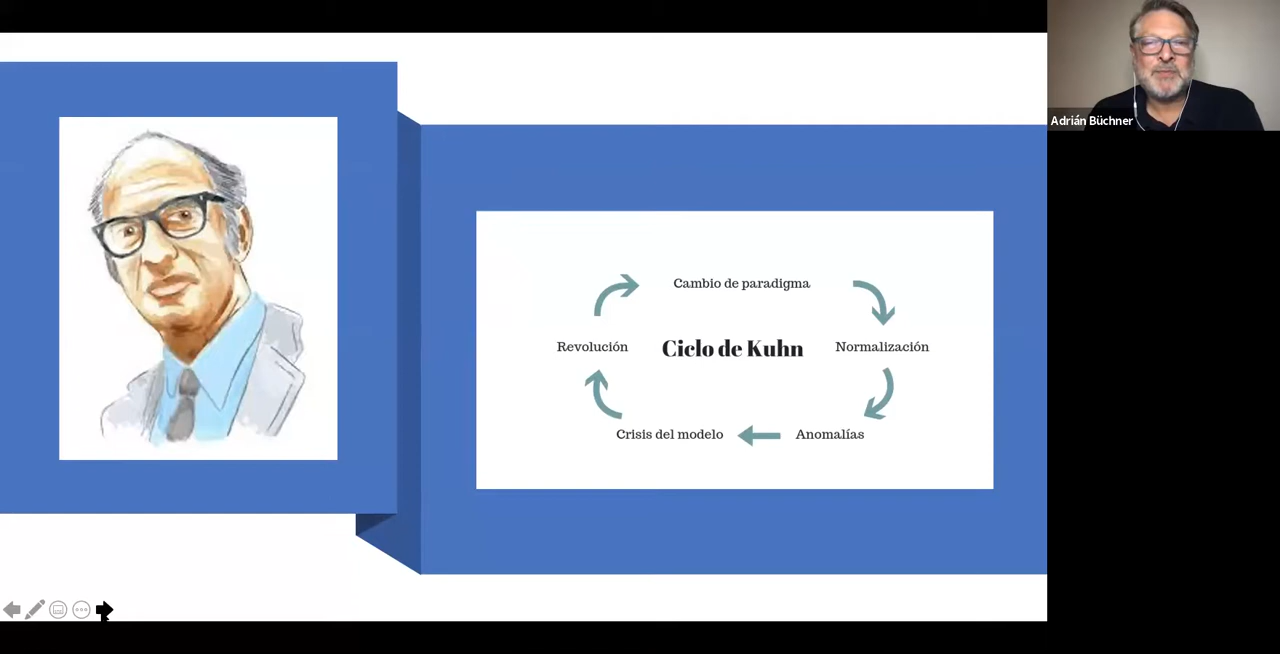 Adrián Büchner
Cambio de paradigma
Revolución
Ciclo de Kuhn
Normalización
Crisis del modelo
Anomalías